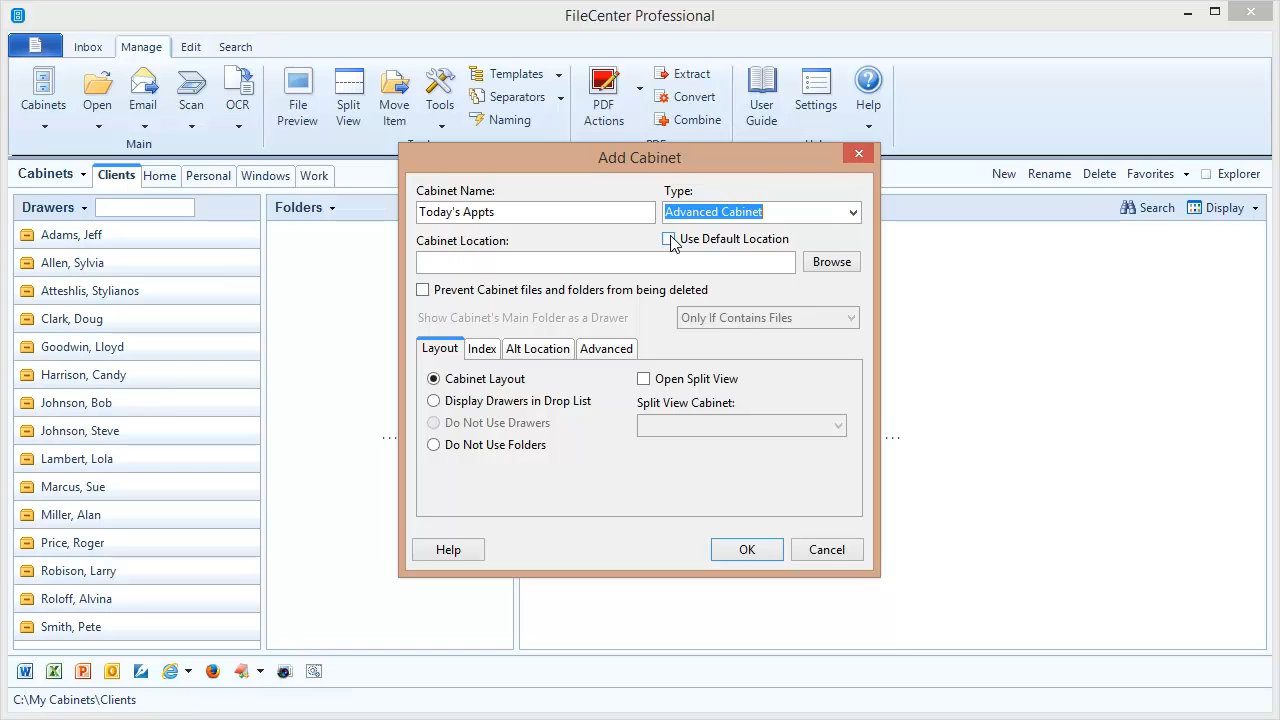 FileCenter Professional
Inbox Manage Edit Search
Cabinets Open Email Scan OCR File Preview Split View Move Item Tools Templates Separators Naming PDF Actions Extract Convert Combine User Guide Settings Help
Main
Cabinets Clients Home Personal Windows Work New Rename Delete Favorites Explorer
Drawers Folders Search Display
Adams, Jeff
Allen, Sylvia
Atteshlis, Stylianos
Clark, Doug
Goodwin, Lloyd
Harrison, Candy
Johnson, Bob
Johnson, Steve
Lambert, Lola
Marcus, Sue
Miller, Alan
Price, Roger
Robison, Larry
Roloff, Alvina
Smith, Pete
Add Cabinet
Cabinet Name: Type:
Today's Appts Advanced Cabinet
Cabinet Location: Use Default Location
Browse
Prevent Cabinet files and folders from being deleted
Show Cabinet's Main Folder as a Drawer Only If Contains Files
Layout Index Alt Location Advanced
Cabinet Layout Open Split View
Display Drawers in Drop List Split View Cabinet:
Do Not Use Drawers
Do Not Use Folders
Help OK Cancel
C:\My Cabinets\Clients